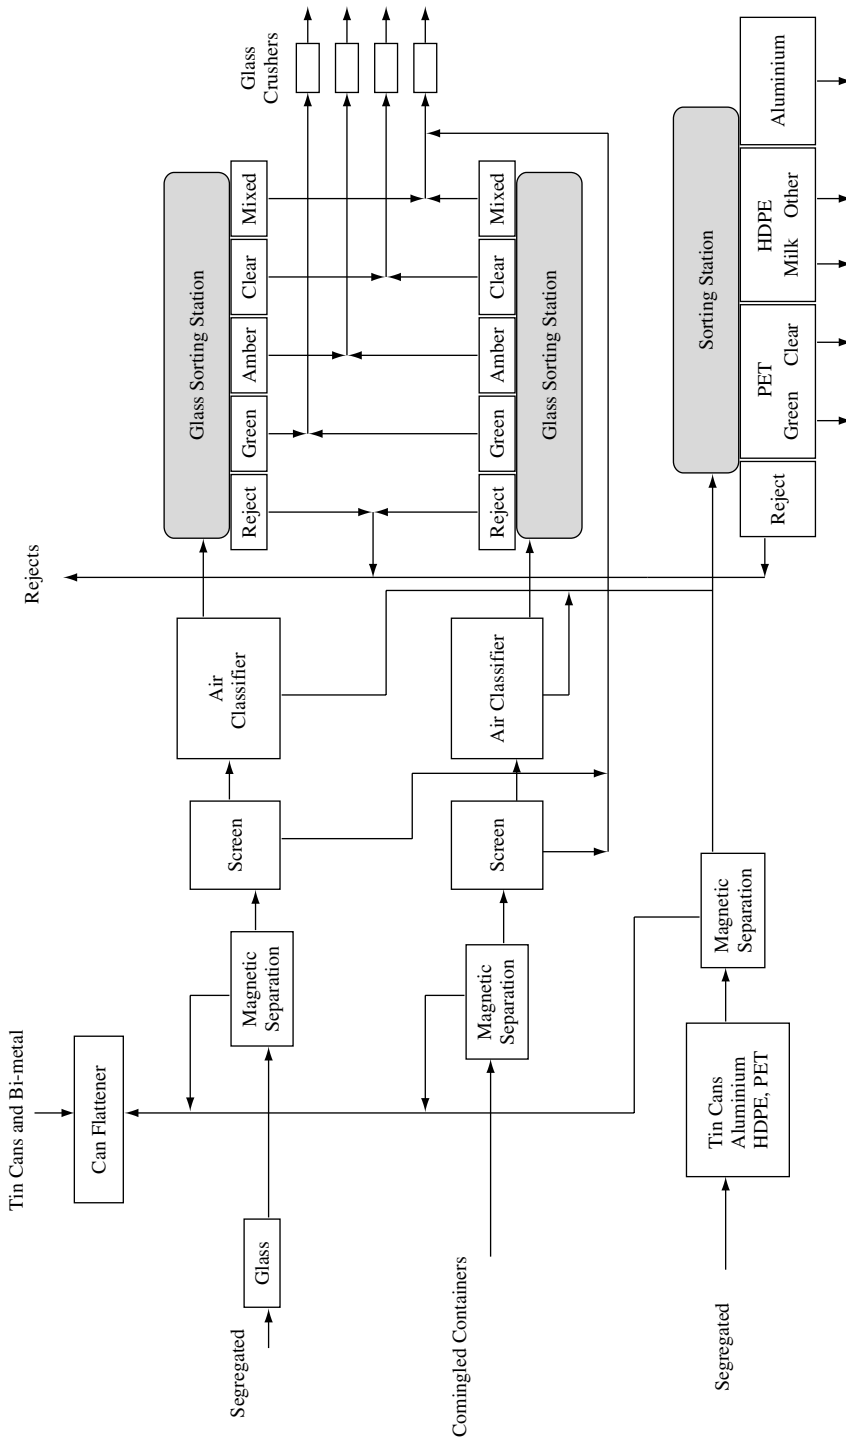 Tin Cans and Bi-metal
Can Flattener
Rejects
Segregated
Glass
Magnetic
Separation
Screen
Air
Classifier
Glass Sorting Station
Reject
Green
Amber
Clear
Mixed
Glass
Crushers
Comingled Containers
Magnetic
Separation
Screen
Air Classifier
Reject
Green
Amber
Clear
Mixed
Glass Sorting Station
Segregated
Tin Cans
Aluminium
HDPE, PET
Magnetic
Separation
Sorting Station
Reject
PET
Green Clear
HDPE
Milk Other
Aluminium